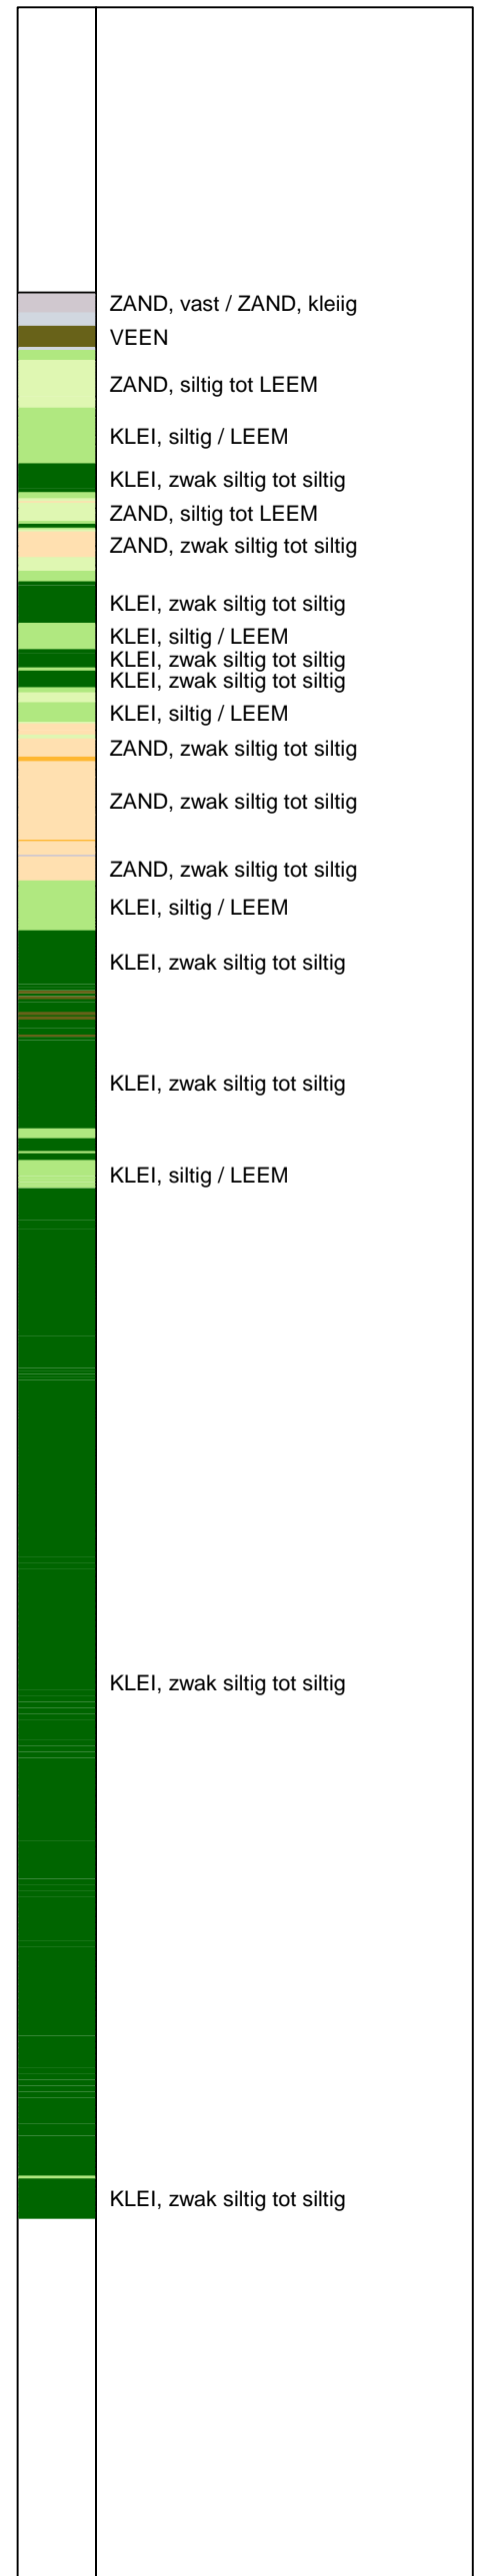 ZAND, vast / ZAND, kleiig
VEEN
ZAND, siltig tot LEEM
KLEI, siltig / LEEM
KLEI, zwak siltig tot siltig
ZAND, siltig tot LEEM
ZAND, zwak siltig tot siltig
KLEI, zwak siltig tot siltig
KLEI, siltig / LEEM
KLEI, zwak siltig tot siltig
KLEI, zwak siltig tot siltig
KLEI, siltig / LEEM
ZAND, zwak siltig tot siltig
ZAND, zwak siltig tot siltig
ZAND, zwak siltig tot siltig
KLEI, siltig / LEEM
KLEI, zwak siltig tot siltig
KLEI, zwak siltig tot siltig
KLEI, siltig / LEEM
KLEI, zwak siltig tot siltig
KLEI, zwak siltig tot siltig